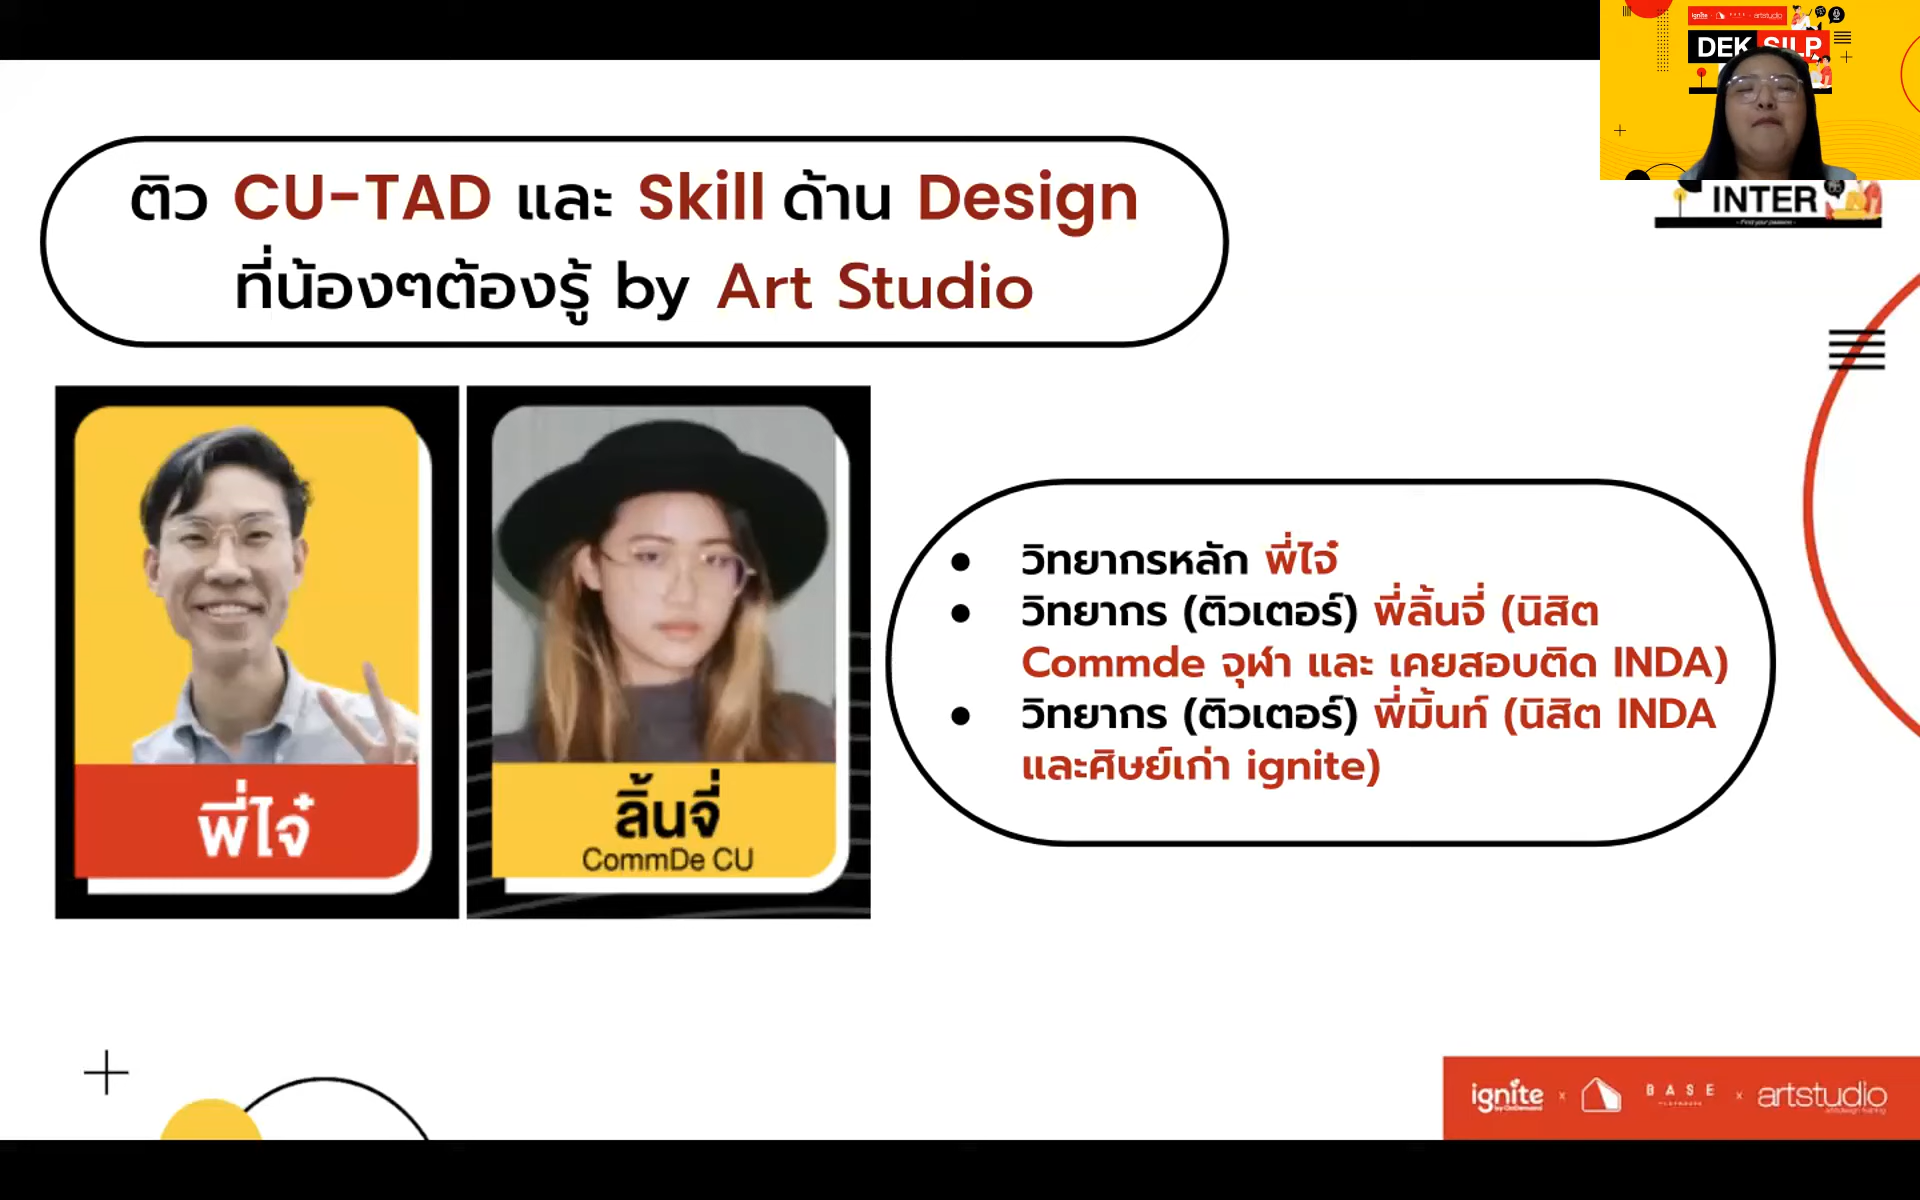 ignite BASE artstudio
DEK SILP
INTER
ติว CU-TAD และ Skill ด้าน Design
ที่น้องๆต้องรู้ by Art Studio
• วิทยากรหลัก พี่ไจ๋
• วิทยากร (ติวเตอร์) พี่ลิ้นจี่ (นิสิต
Commde จุฬา และ เคยสอบติด INDA)
• วิทยากร (ติวเตอร์) พี่มิ้นท์ (นิสิต INDA
และศิษย์เก่า ignite)
พี่ไจ๋
ลิ้นจี่
CommDe CU
ignite x BASE x artstudio
by OnDemand